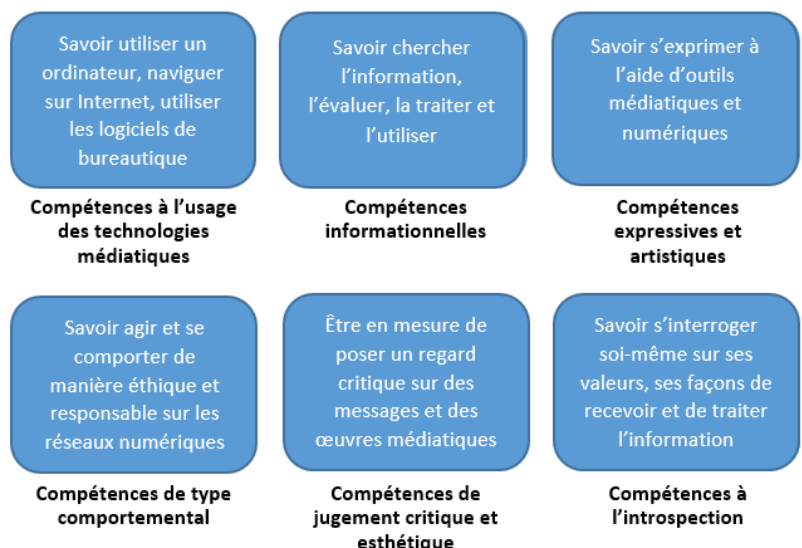 Savoir utiliser un
ordinateur, naviguer
sur Internet, utiliser
les logiciels de
bureautique
Compétences à l’usage
des technologies
médiatiques
Savoir chercher
l’information,
l’évaluer, la traiter et
l’utiliser
Compétences
informationnelles
Savoir s’exprimer à
l’aide d’outils
médiatiques et
numériques
Compétences
expressives et
artistiques
Savoir agir et se
comporter de
manière éthique et
responsable sur les
réseaux numériques
Compétences de type
comportemental
Être en mesure de
poser un regard
critique sur des
messages et des
œuvres médiatiques
Compétences de
jugement critique et
esthétique
Savoir s’interroger
soi-même sur ses
valeurs, ses façons de
recevoir et de traiter
l’information
Compétences à
l’introspection